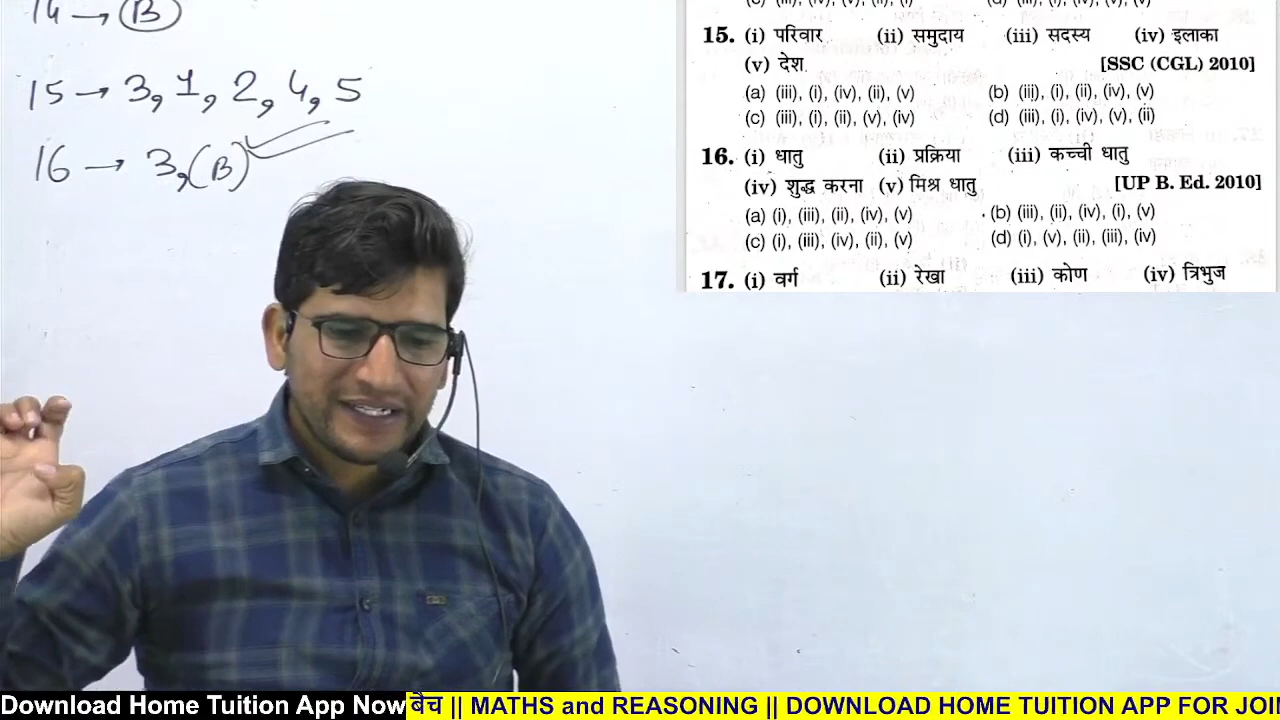 14 → (B)
15 → 3, 1, 2, 4, 5
16 → 3, (B)
15. (i) परिवार (ii) समुदाय (iii) सदस्य (iv) इलाका
(v) देश [SSC (CGL) 2010]
(a) (iii), (i), (iv), (ii), (v) (b) (iii), (i), (ii), (iv), (v)
(c) (iii), (i), (ii), (v), (iv) (d) (iii), (i), (iv), (v), (ii)
16. (i) धातु (ii) प्रक्रिया (iii) कच्ची धातु
(iv) शुद्ध करना (v) मिश्र धातु [UP B. Ed. 2010]
(a) (i), (iii), (ii), (iv), (v) (b) (iii), (ii), (iv), (i), (v)
(c) (i), (iii), (iv), (ii), (v) (d) (i), (v), (ii), (iii), (iv)
17. (i) वर्ग (ii) रेखा (iii) कोण (iv) त्रिभुज
Download Home Tuition App Now बैच || MATHS and REASONING || DOWNLOAD HOME TUITION APP FOR JOI